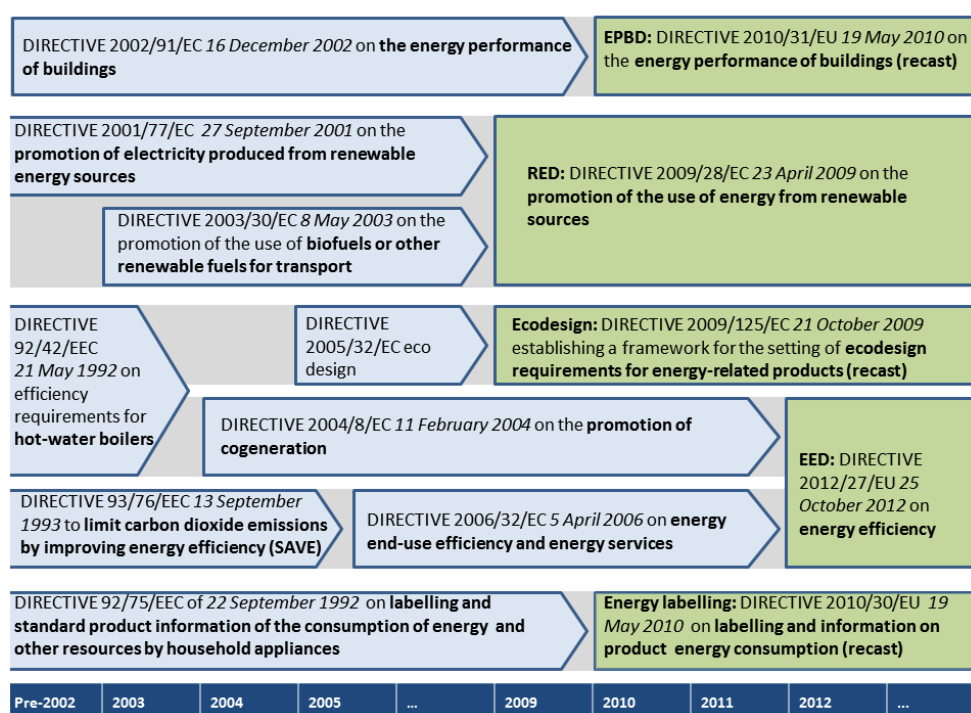 DIRECTIVE 2002/91/EC 16 December 2002 on the energy performance
of buildings
EPBD: DIRECTIVE 2010/31/EU 19 May 2010 on
the energy performance of buildings (recast)
DIRECTIVE 2001/77/EC 27 September 2001 on the
promotion of electricity produced from renewable
energy sources
DIRECTIVE 2003/30/EC 8 May 2003 on the
promotion of the use of biofuels or other
renewable fuels for transport
RED: DIRECTIVE 2009/28/EC 23 April 2009 on the
promotion of the use of energy from renewable
sources
DIRECTIVE
92/42/EEC
21 May 1992 on
efficiency
requirements for
hot-water boilers
DIRECTIVE
2005/32/EC eco
design
Ecodesign: DIRECTIVE 2009/125/EC 21 October 2009
establishing a framework for the setting of ecodesign
requirements for energy-related products (recast)
DIRECTIVE 2004/8/EC 11 February 2004 on the promotion of
cogeneration
EED: DIRECTIVE
2012/27/EU 25
October 2012 on
energy efficiency
DIRECTIVE 93/76/EEC 13 September
1993 to limit carbon dioxide emissions
by improving energy efficiency (SAVE)
DIRECTIVE 2006/32/EC 5 April 2006 on energy
end-use efficiency and energy services
DIRECTIVE 92/75/EEC of 22 September 1992 on labelling and
standard product information of the consumption of energy and
other resources by household appliances
Energy labelling: DIRECTIVE 2010/30/EU 19
May 2010 on labelling and information on
product energy consumption (recast)
Pre-2002 2003 2004 2005 ... 2009 2010 2011 2012 ...